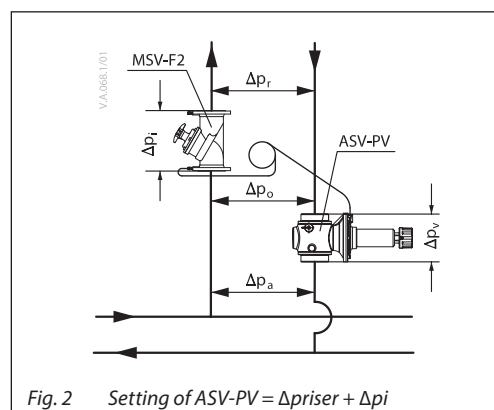 V.A.068.1/01
MSV-F2
Δpr
ASV-PV
Δpi
Δpo
Δpv
Δpa
Fig. 2 Setting of ASV-PV = Δpriser + Δpi